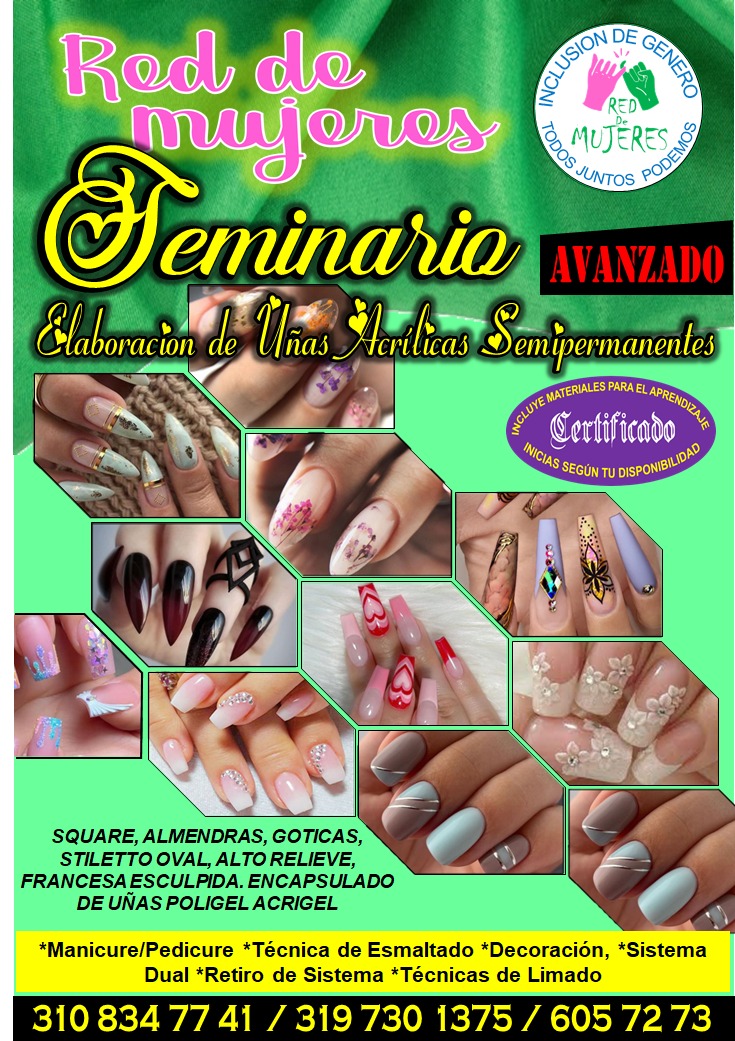 Red de
mujeres
INCLUSION DE GENERO
RED
De
MUJERES
TODOS JUNTOS PODEMOS
Seminario
AVANZADO
Elaboracion de Uñas Acrílicas Semipermanentes
INCLUYE MATERIALES PARA EL APRENDIZAJE
Certificado
INICIAS SEGÚN TU DISPONIBILIDAD
SQUARE, ALMENDRAS, GOTICAS,
STILETTO OVAL, ALTO RELIEVE,
FRANCESA ESCULPIDA. ENCAPSULADO
DE UÑAS POLIGEL ACRIGEL
*Manicure/Pedicure *Técnica de Esmaltado *Decoración, *Sistema
Dual *Retiro de Sistema *Técnicas de Limado
310 834 77 41 / 319 730 1375 / 605 72 73